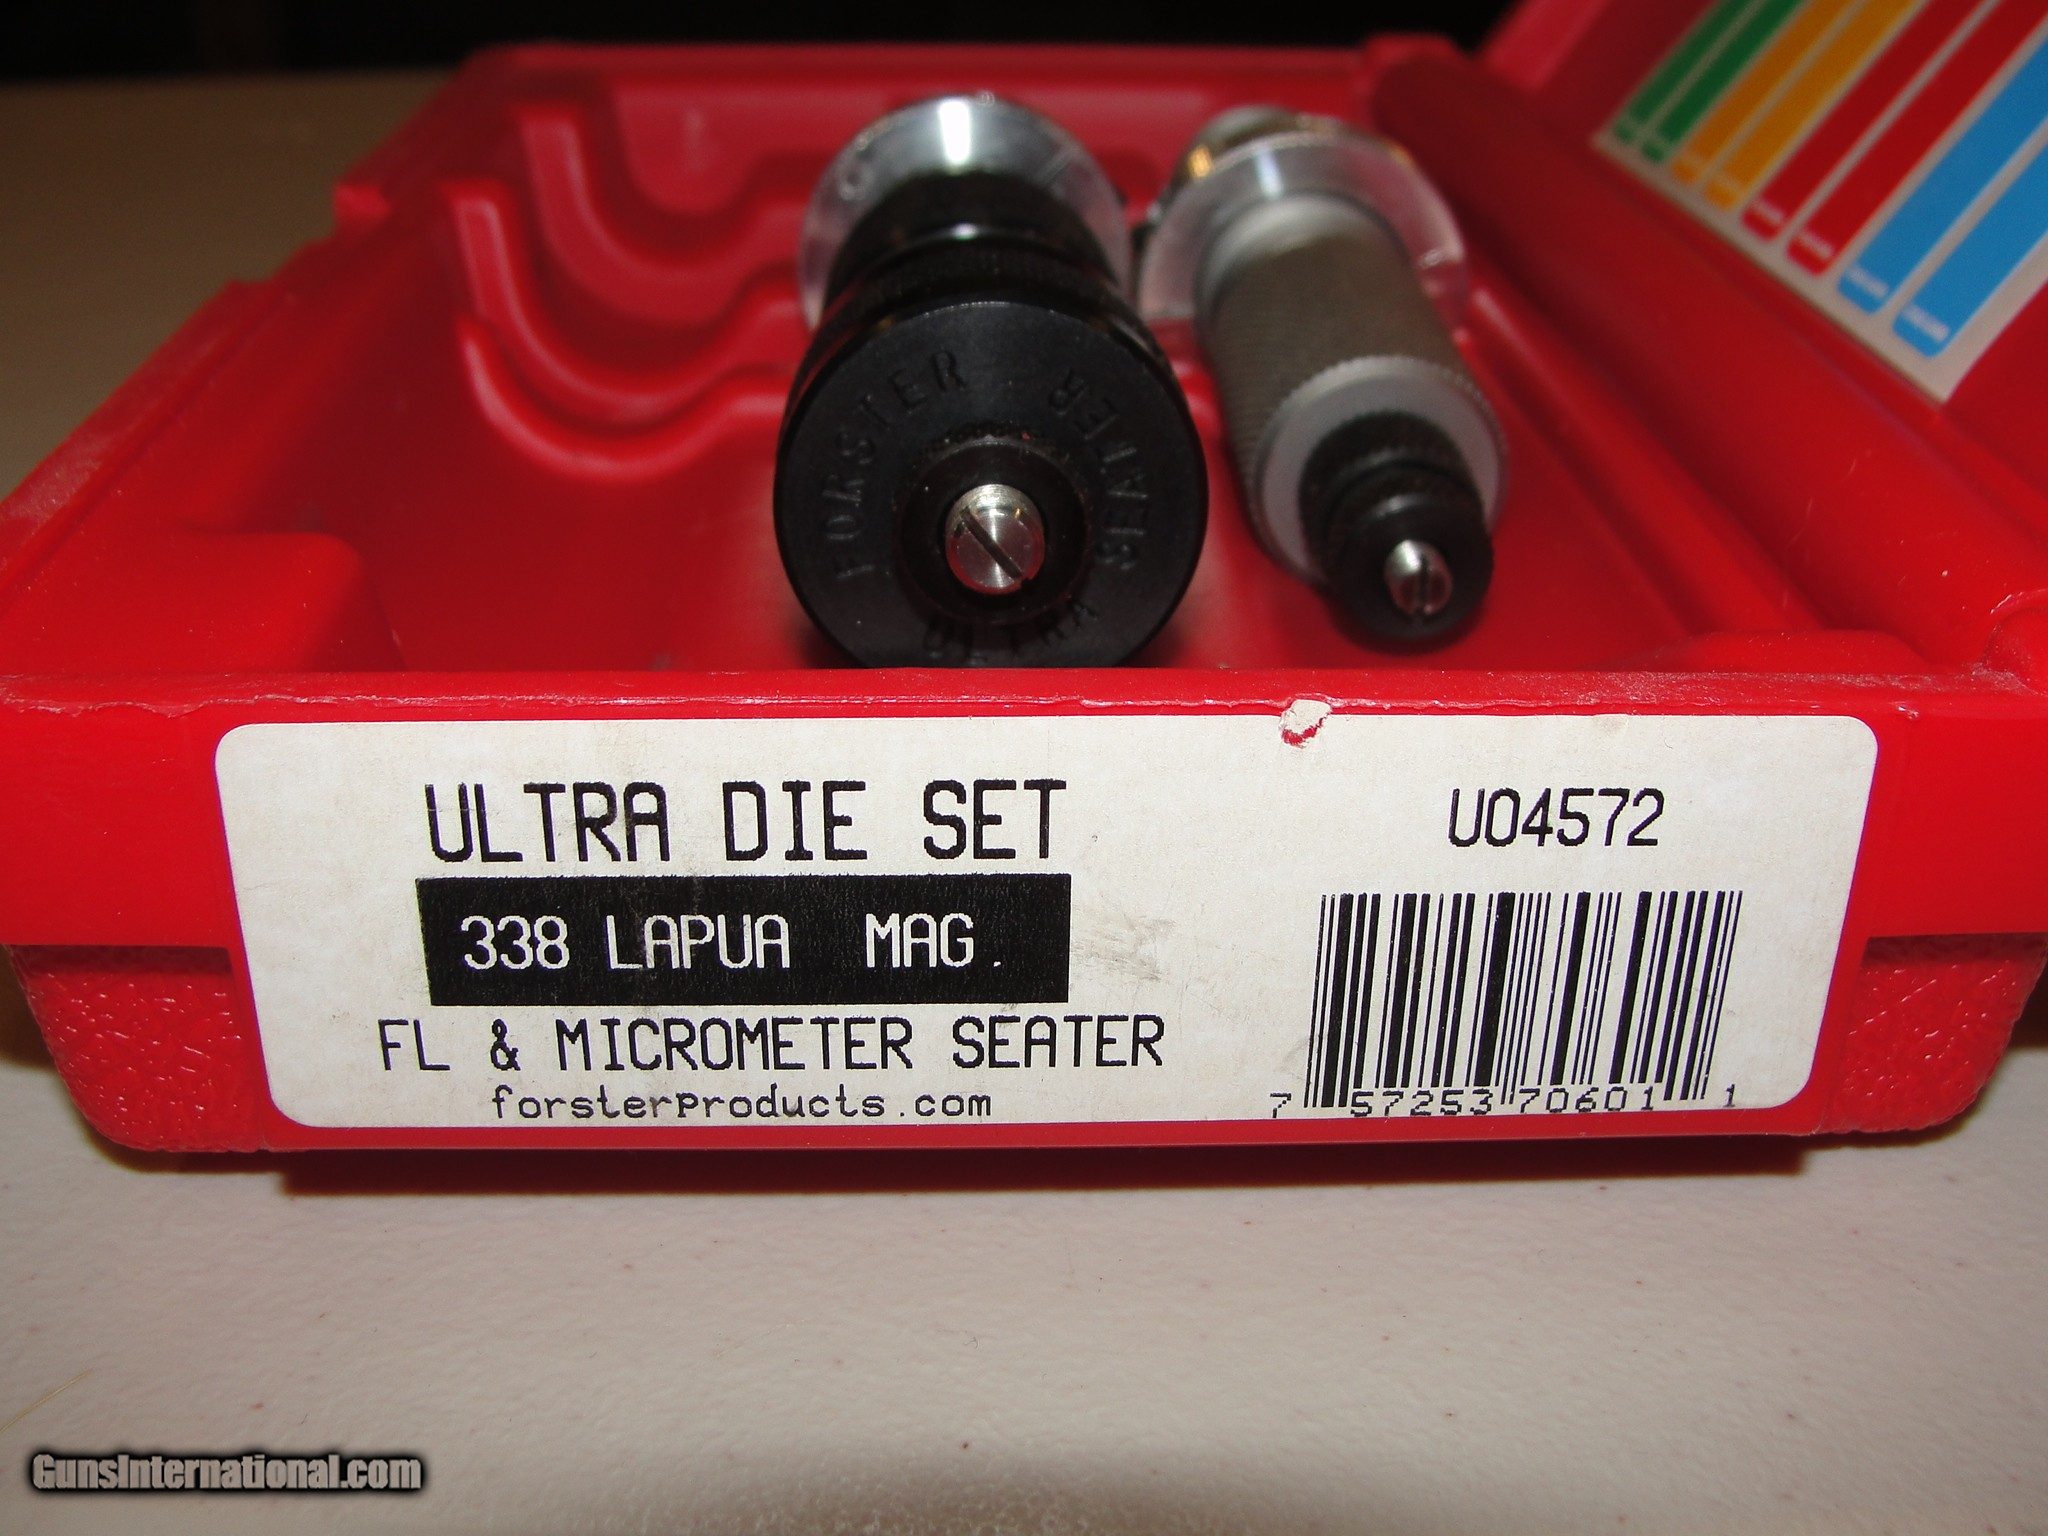 FORSTER
ULTRA
SEATER
ULTRA DIE SET
U04572
338 LAPUA MAG.
FL & MICROMETER SEATER
forsterproducts.com
7 57253 70601 1
GunsInternational.com